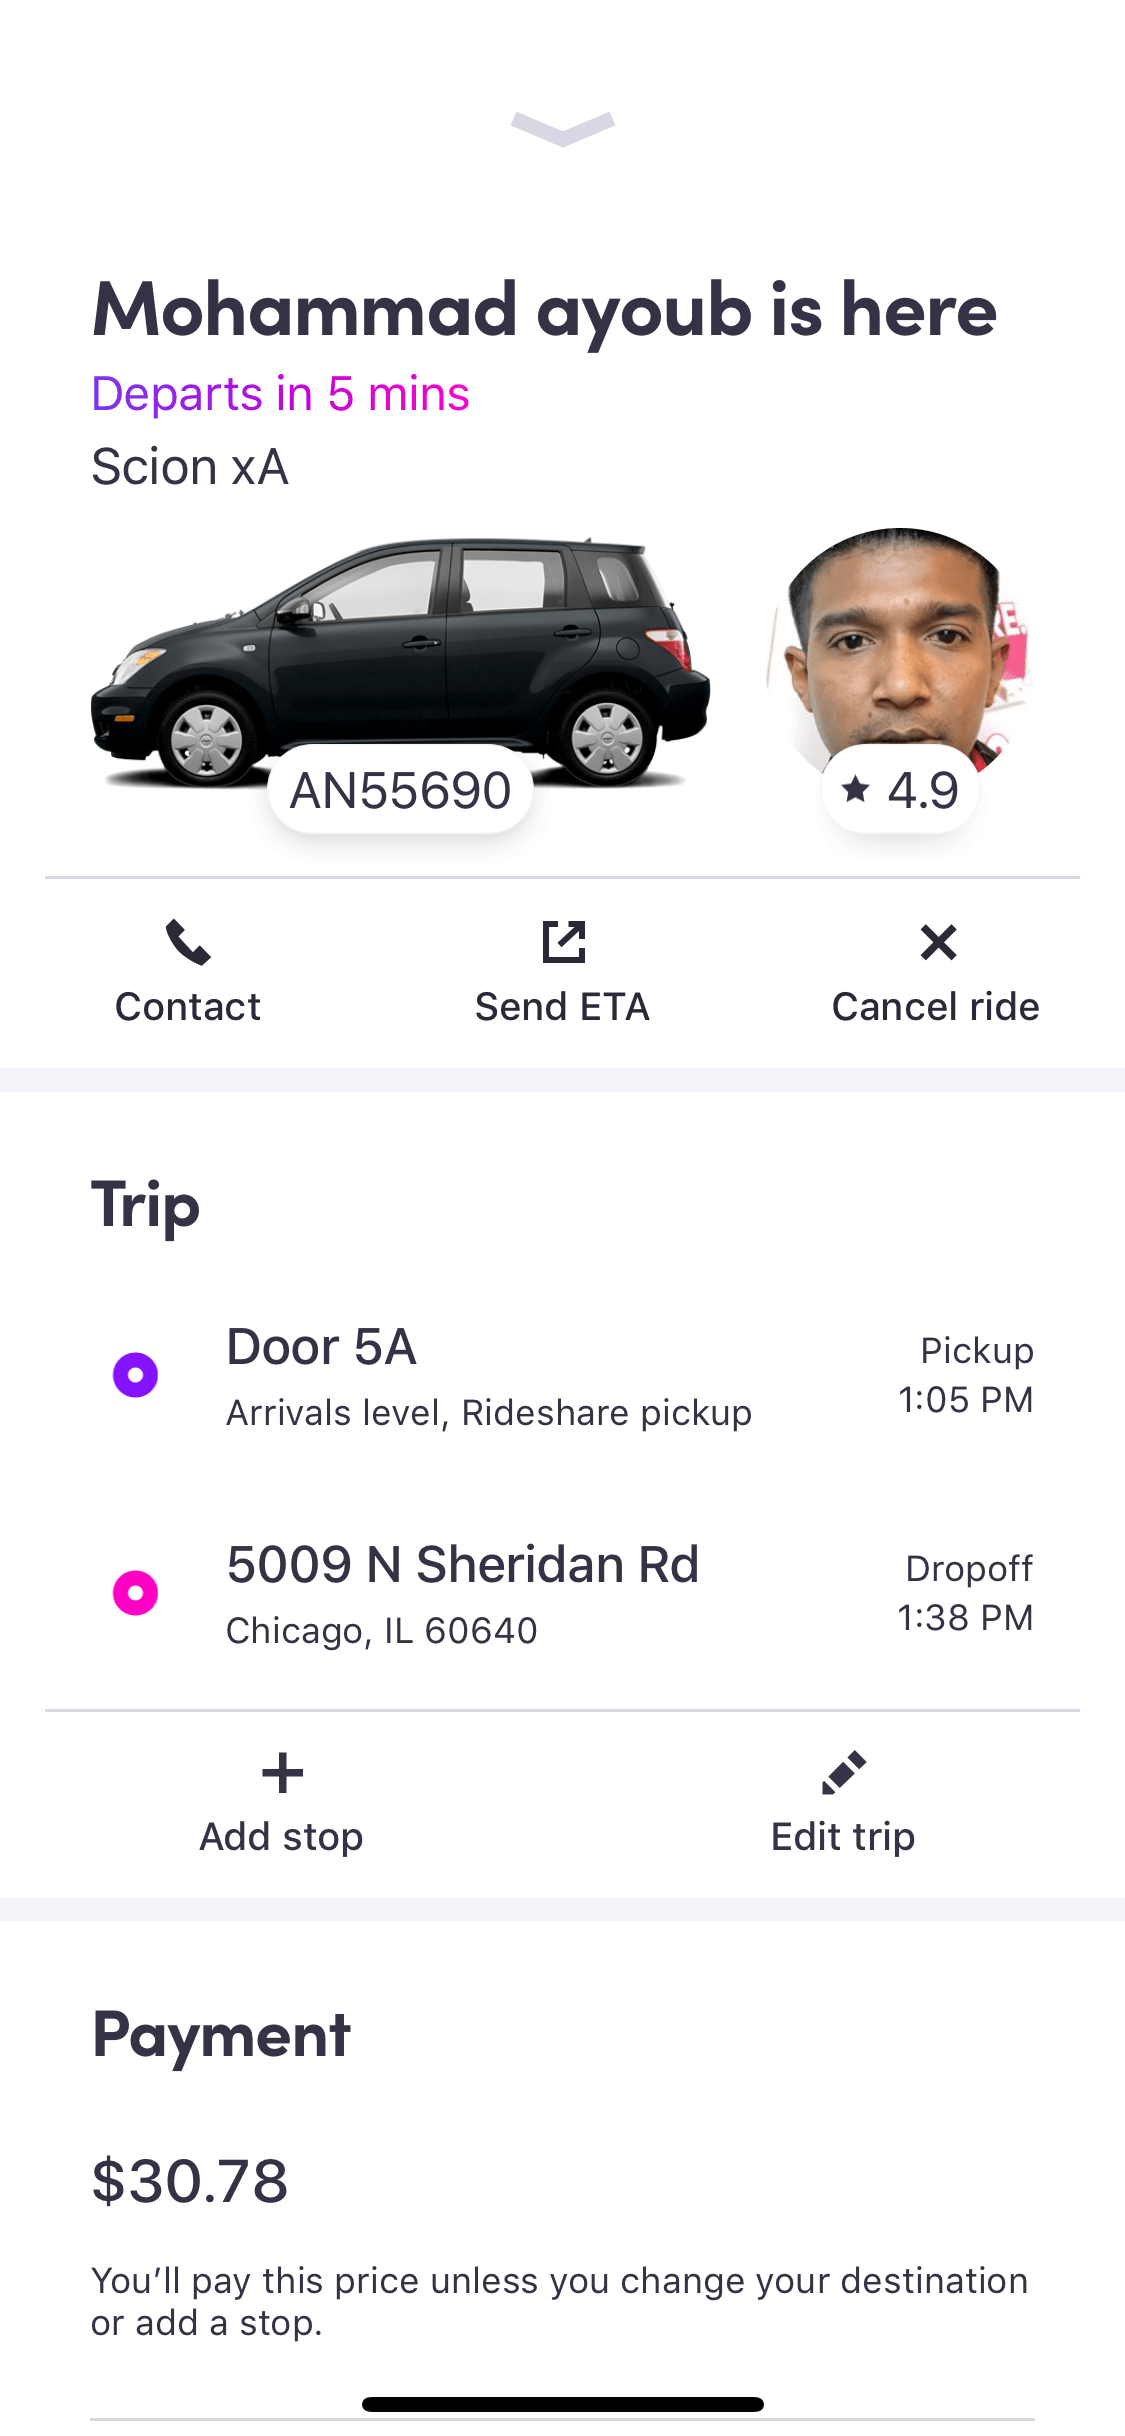 Mohammad ayoub is here
Departs in 5 mins
Scion xA
AN55690
4.9
Contact
Send ETA
Cancel ride
Trip
Door 5A
Arrivals level, Rideshare pickup
Pickup
1:05 PM
5009 N Sheridan Rd
Chicago, IL 60640
Dropoff
1:38 PM
Add stop
Edit trip
Payment
$30.78
You’ll pay this price unless you change your destination
or add a stop.